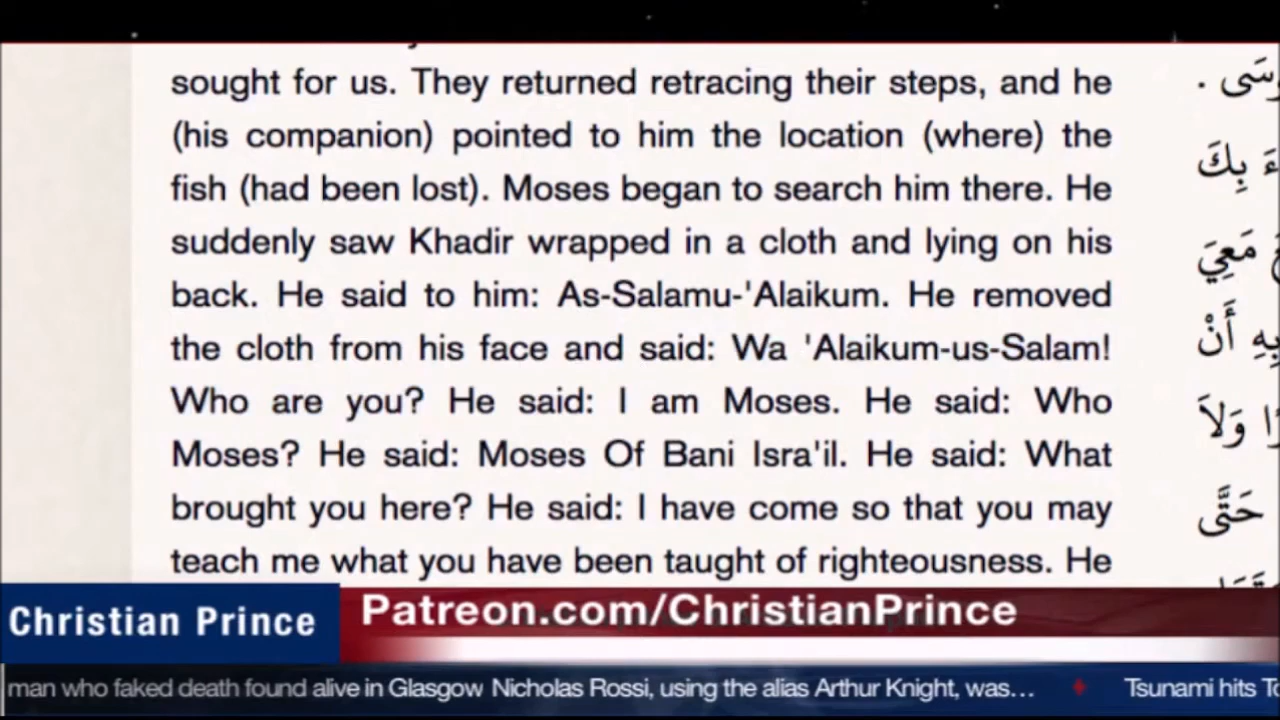 sought for us. They returned retracing their steps, and he
(his companion) pointed to him the location (where) the
fish (had been lost). Moses began to search him there. He
suddenly saw Khadir wrapped in a cloth and lying on his
back. He said to him: As-Salamu-'Alaikum. He removed
the cloth from his face and said: Wa 'Alaikum-us-Salam!
Who are you? He said: I am Moses. He said: Who
Moses? He said: Moses Of Bani Isra'il. He said: What
brought you here? He said: I have come so that you may
teach me what you have been taught of righteousness. He
بِكَ
مَعِيَ
بِهِ أَنْ
وَلاَ
حَتَّى
Christian Prince
Patreon.com/ChristianPrince
man who faked death found alive in Glasgow Nicholas Rossi, using the alias Arthur Knight, was… ♦ Tsunami hits